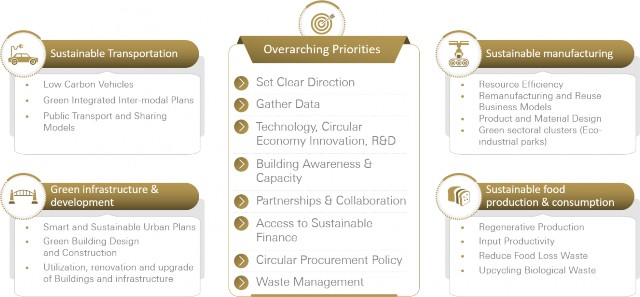 Sustainable Transportation
Low Carbon Vehicles
Green Integrated Inter-modal Plans
Public Transport and Sharing
Models
Green infrastructure &
development
Smart and Sustainable Urban Plans
Green Building Design
and Construction
Utilization, renovation and upgrade
of Buildings and infrastructure
Overarching Priorities
Set Clear Direction
Gather Data
Technology, Circular
Economy Innovation, R&D
Building Awareness &
Capacity
Partnerships & Collaboration
Access to Sustainable
Finance
Circular Procurement Policy
Waste Management
Sustainable manufacturing
Resource Efficiency
Remanufacturing and Reuse
Business Models
Product and Material Design
Green sectoral clusters (Eco-
industrial parks)
Sustainable food
production & consumption
Regenerative Production
Input Productivity
Reduce Food Loss Waste
Upcycling Biological Waste